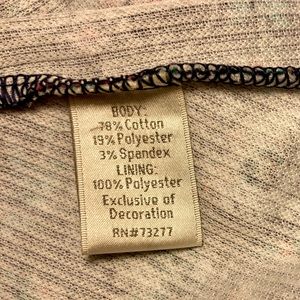 BODY:
78% Cotton
19% Polyester
3% Spandex
LINING:
100% Polyester
Exclusive of
Decoration
RN#73277